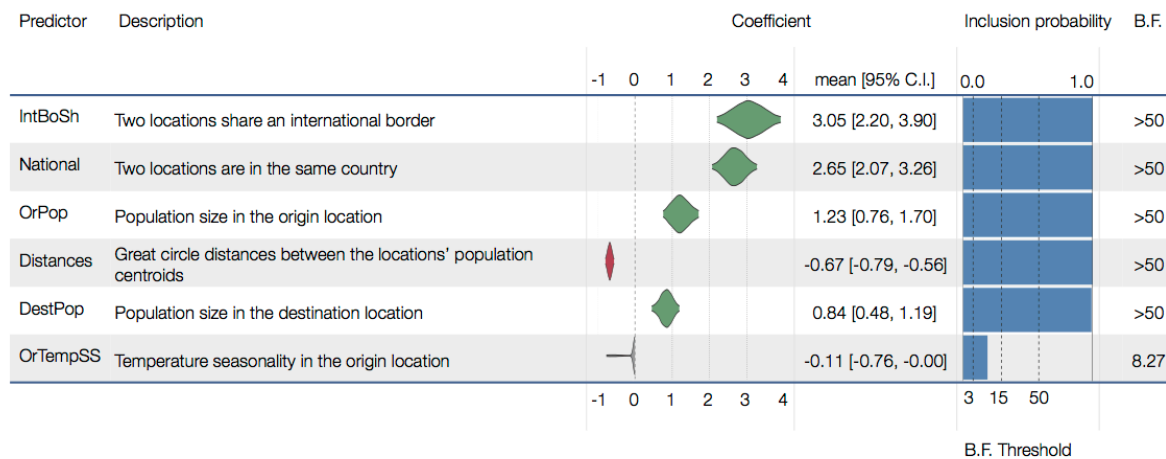 Predictor Description Coefficient Inclusion probability B.F.
-1 0 1 2 3 4 mean [95% C.I.] 0.0 1.0
IntBoSh Two locations share an international border 3.05 [2.20, 3.90] >50
National Two locations are in the same country 2.65 [2.07, 3.26] >50
OrPop Population size in the origin location 1.23 [0.76, 1.70] >50
Distances Great circle distances between the locations' population
centroids -0.67 [-0.79, -0.56] >50
DestPop Population size in the destination location 0.84 [0.48, 1.19] >50
OrTempSS Temperature seasonality in the origin location -0.11 [-0.76, -0.00] 8.27
-1 0 1 2 3 4 3 15 50
B.F. Threshold